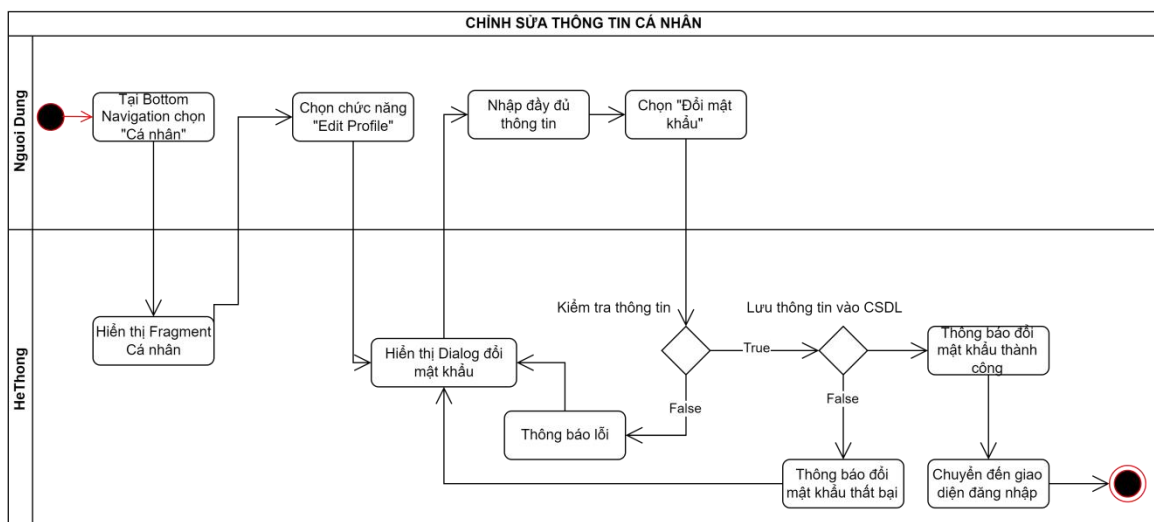 CHỈNH SỬA THÔNG TIN CÁ NHÂN
Nguoi Dung
Tại Bottom
Navigation chọn
"Cá nhân"
Chọn chức năng
"Edit Profile"
Nhập đầy đủ
thông tin
Chọn "Đổi mật
khẩu"
HeThong
Hiển thị Fragment
Cá nhân
Hiển thị Dialog đổi
mật khẩu
Thông báo lỗi
Kiểm tra thông tin
True
False
Lưu thông tin vào CSDL
False
Thông báo đổi
mật khẩu thành
công
Thông báo đổi
mật khẩu thất bại
Chuyển đến giao
diện đăng nhập